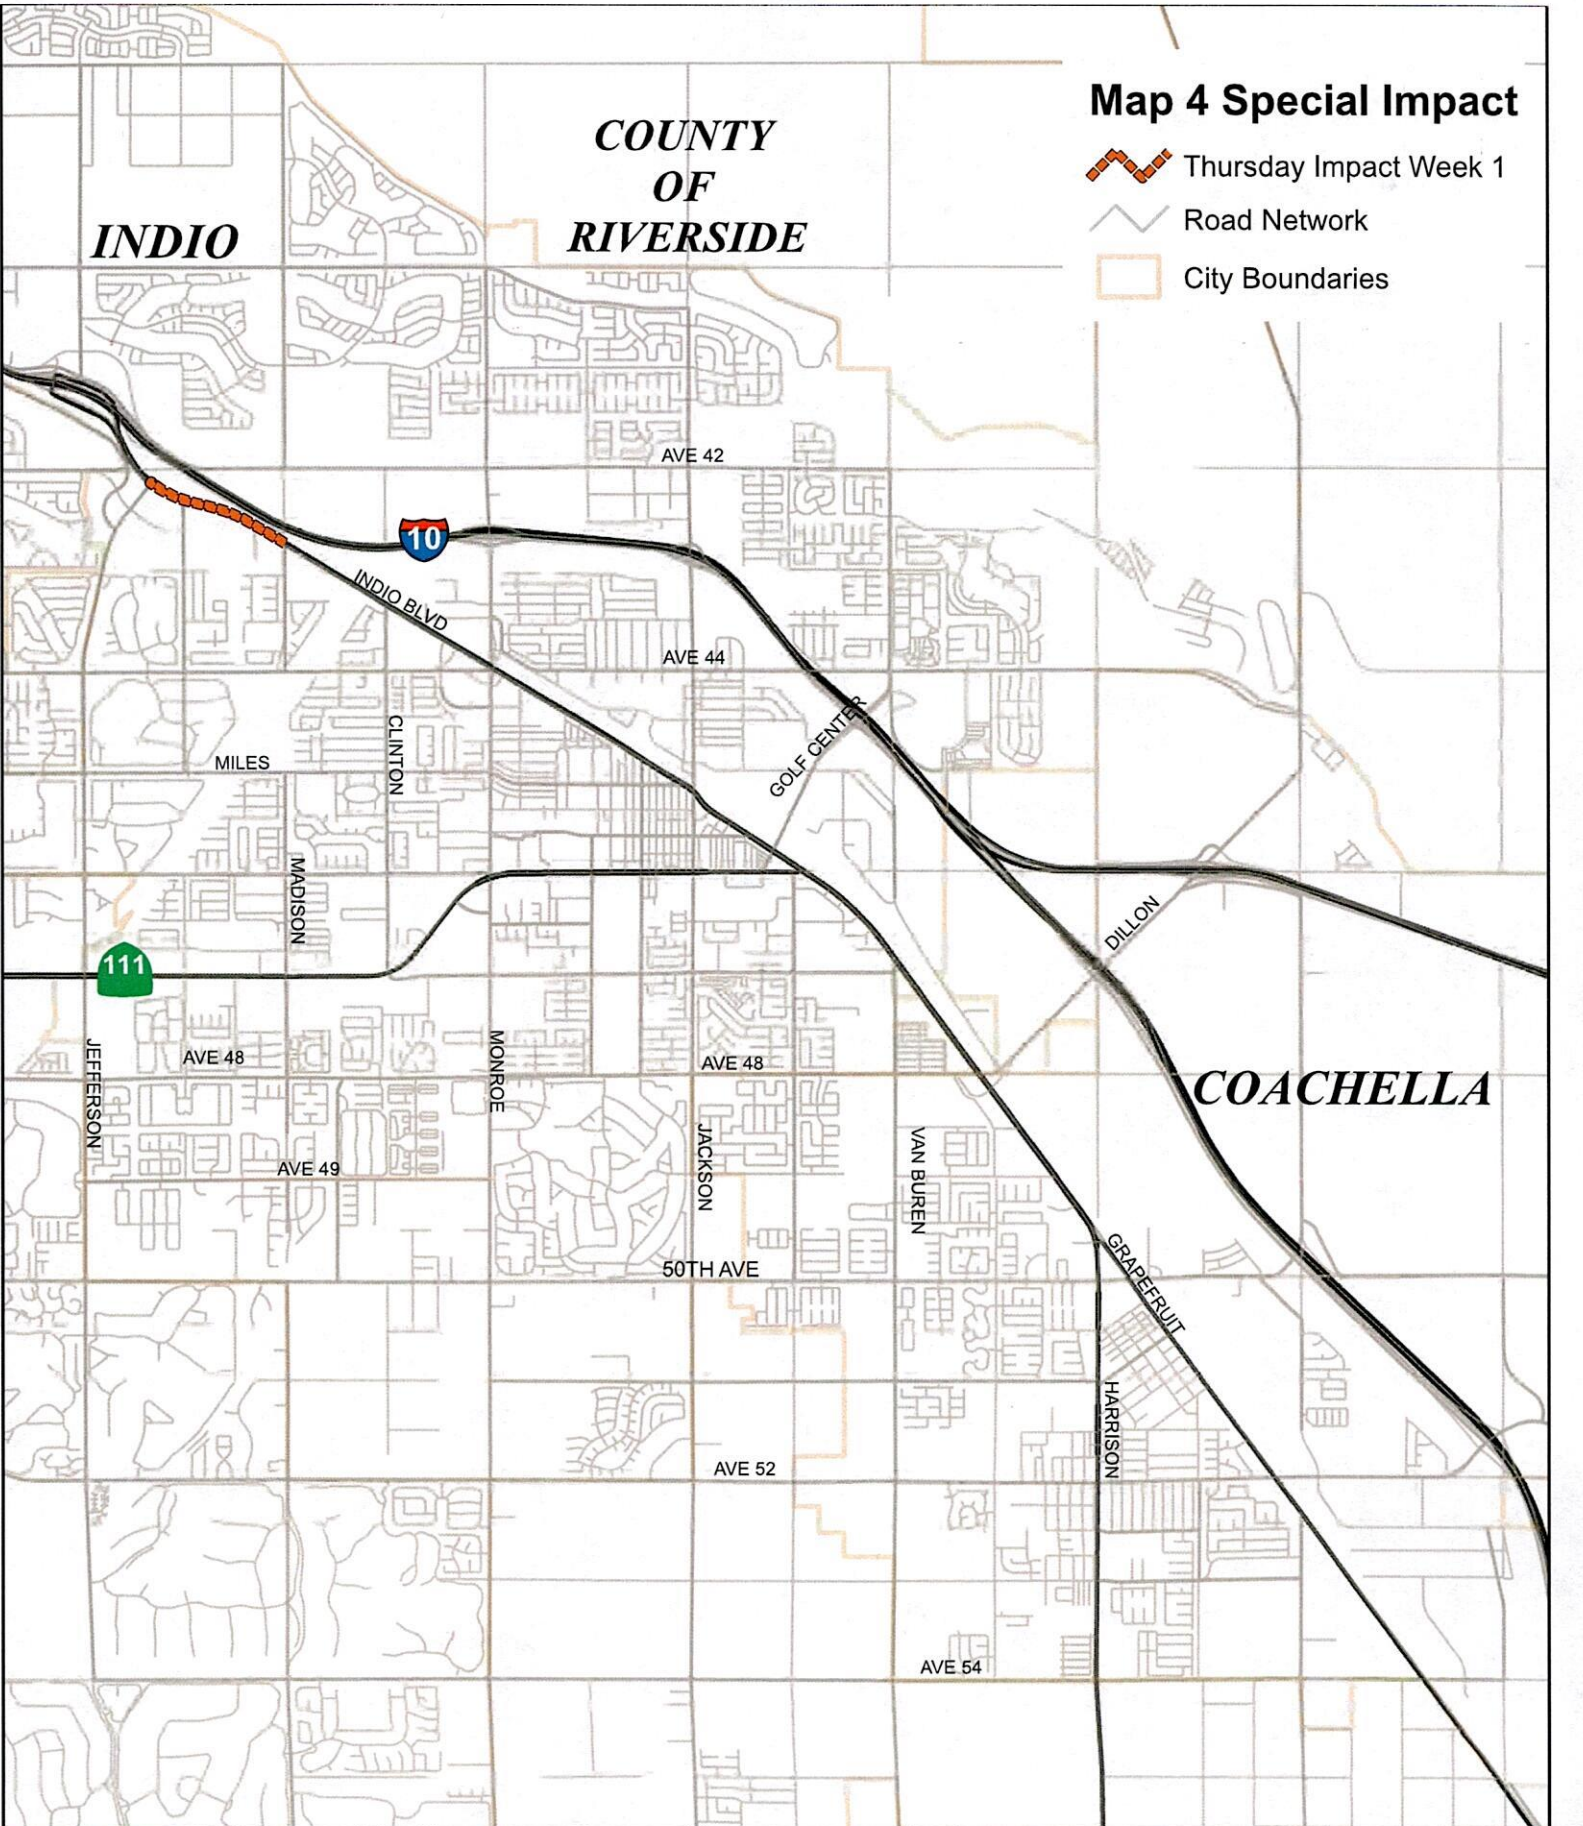 Map 4 Special Impact
Thursday Impact Week 1
Road Network
City Boundaries
COUNTY
OF
RIVERSIDE
INDIO
AVE 42
10
INDIO BLVD
AVE 44
GOLF CENTER
CLINTON
MILES
MADISON
DILLON
111
JEFFERSON
AVE 48
MONROE
AVE 48
COACHELLA
AVE 49
JACKSON
VAN BUREN
50TH AVE
GRAPEFRUIT
HARRISON
AVE 52
AVE 54